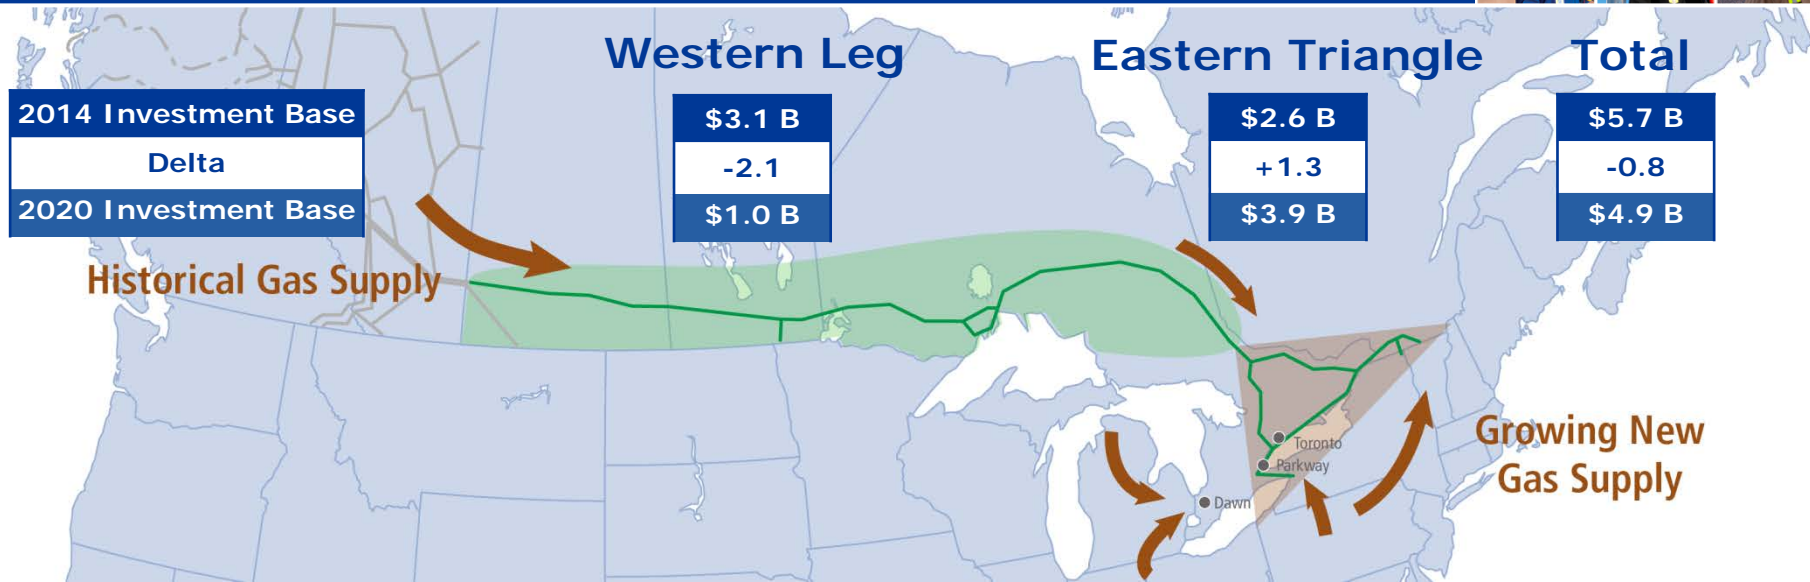 Western Leg
Eastern Triangle
Total
2014 Investment Base
$3.1 B
$2.6 B
$5.7 B
Delta
-2.1
+1.3
-0.8
2020 Investment Base
$1.0 B
$3.9 B
$4.9 B
Historical Gas Supply
Toronto
Parkway
Dawn
Growing New
Gas Supply